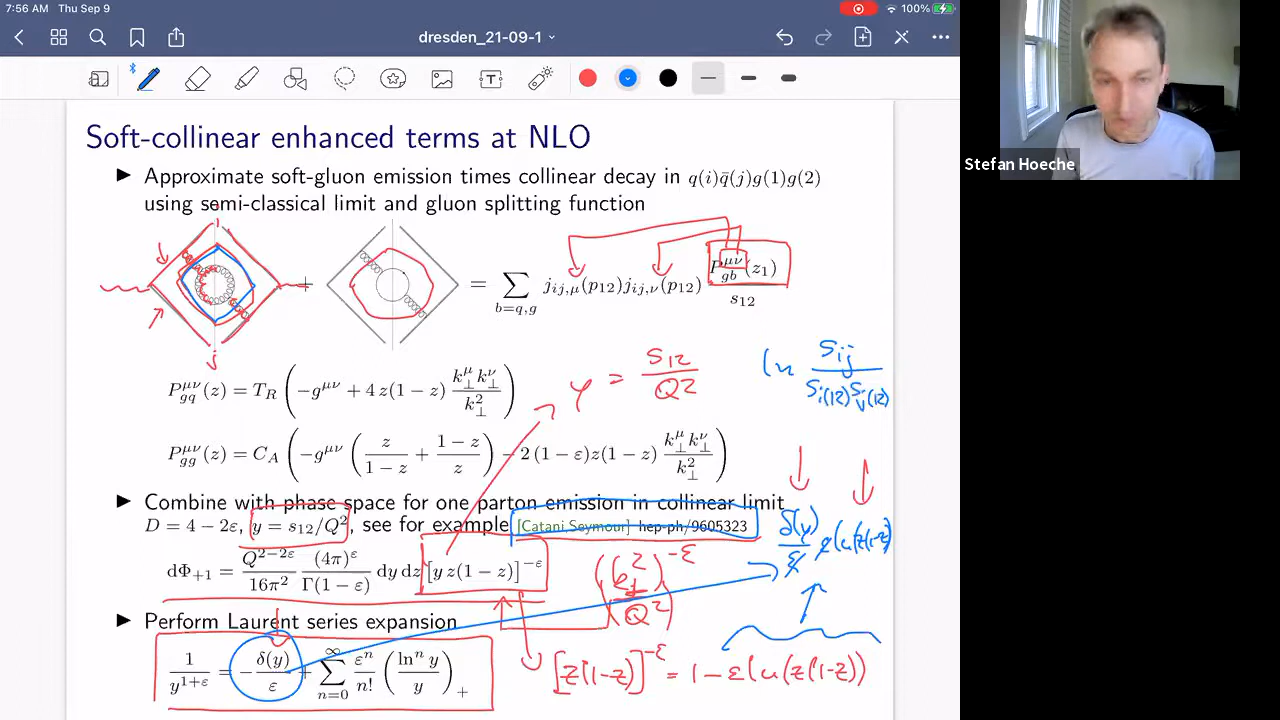 7:56 AM Thu Sep 9
100%
dresden_21-09-1
Stefan Hoeche
Soft-collinear enhanced terms at NLO
▶ Approximate soft-gluon emission times collinear decay in q(i)q̄(j)g(1)g(2)
using semi-classical limit and gluon splitting function
i
+ = ∑_{b=q,g} j_{ij,μ}(p_{12}) j_{ij,ν}(p_{12}) P^{μν}_{gb}(z_1) / s_{12}
j
y = S_{12} / Q^2
ln S_{ij} / S_{i(12)} S_{j(12)}
P^{μν}_{gq}(z) = T_R ( -g^{μν} + 4 z(1 - z) k^μ_⊥ k^ν_⊥ / k^2_⊥ )
P^{μν}_{gg}(z) = C_A ( -g^{μν} ( z/(1 - z) + (1 - z)/z ) - 2 (1 - ε) z(1 - z) k^μ_⊥ k^ν_⊥ / k^2_⊥ )
▶ Combine with phase space for one parton emission in collinear limit
D = 4 - 2ε, y = s_{12}/Q^2, see for example [Catani,Seymour] hep-ph/9605323
δ(y)/ε ε ln(z(1-z))
dΦ_{+1} = Q^{2-2ε}/16π^2 (4π)^ε/Γ(1 - ε) dy dz [y z(1 - z)]^{-ε}
(k_⊥^2 / Q^2)^{-ε}
▶ Perform Laurent series expansion
1/y^{1+ε} = - δ(y)/ε + ∑_{n=0}^{∞} ε^n/n! ( ln^n y / y )_+
[z(1-z)]^{-ε} = 1 - ε ln(z(1-z))